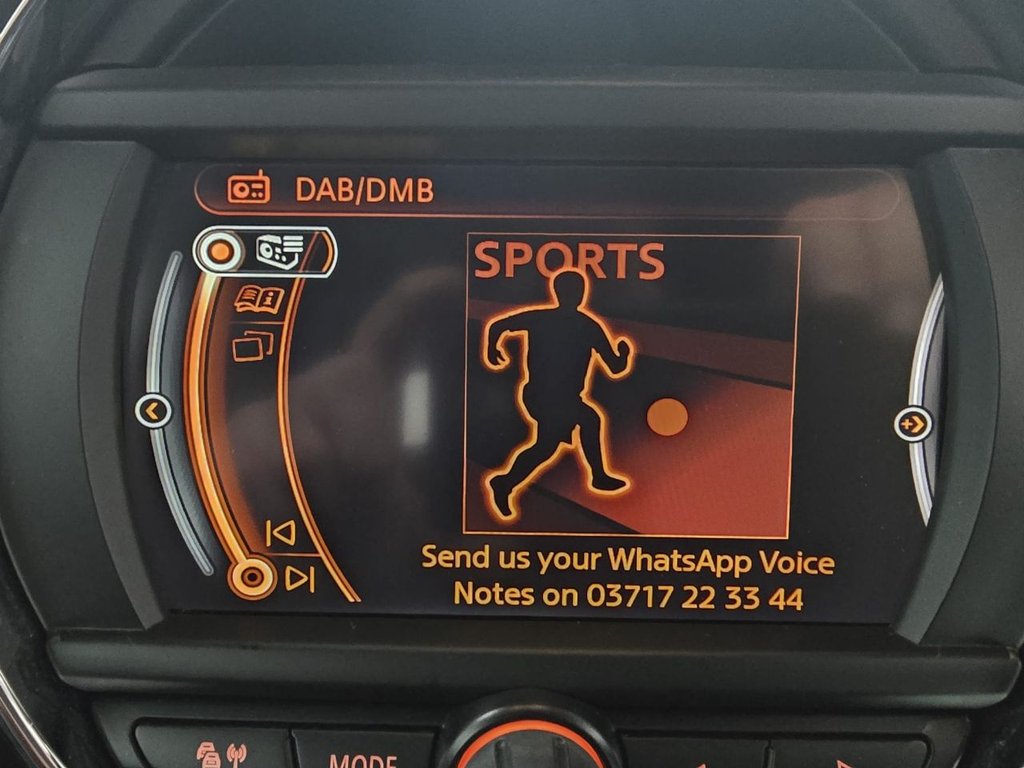 DAB/DMB
SPORTS
Send us your WhatsApp Voice
Notes on 03717 22 33 44
MODE